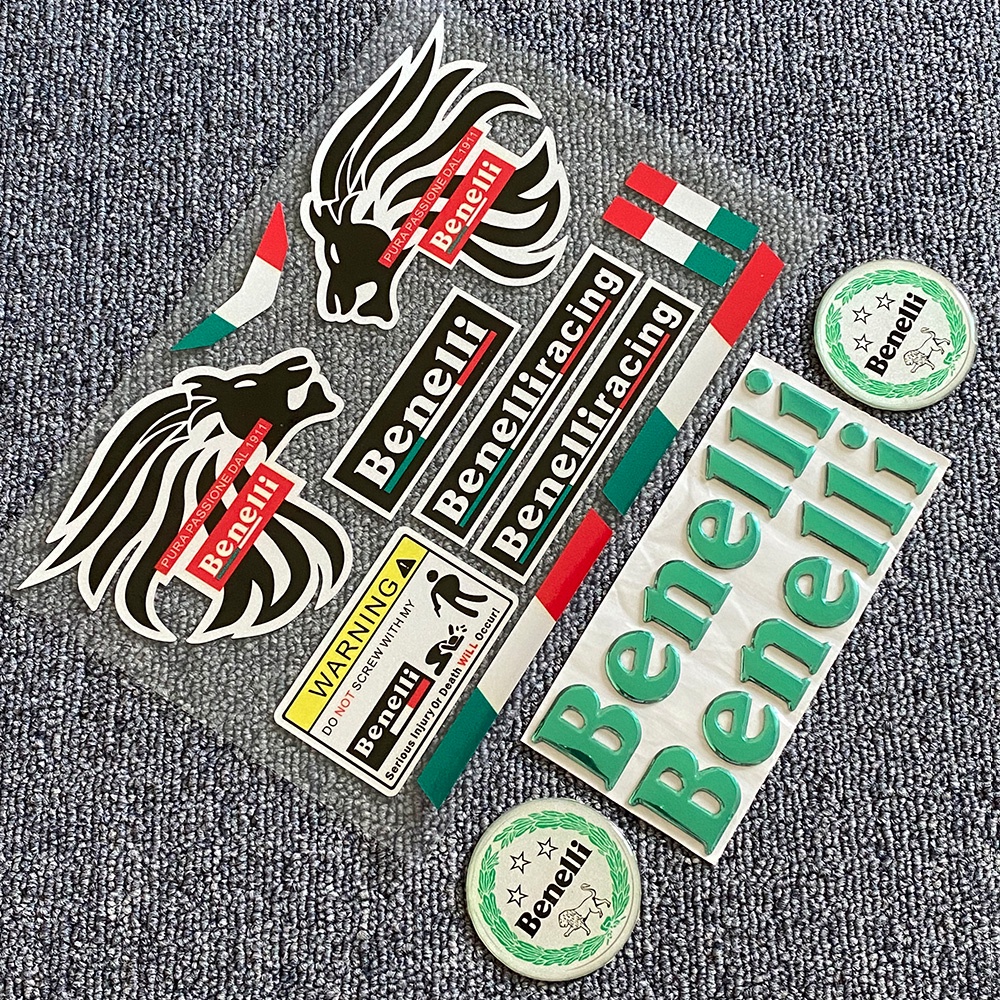 PURA PASSIONE DAL 1911
Benelli
PURA PASSIONE DAL 1911
Benelli
Benelli
Benelliracing
Benelliracing
WARNING
DO NOT SCREW WITH MY
Benelli
Serious Injury Or Death WILL Occur!
Benelli
Benelli
Benelli
Benelli